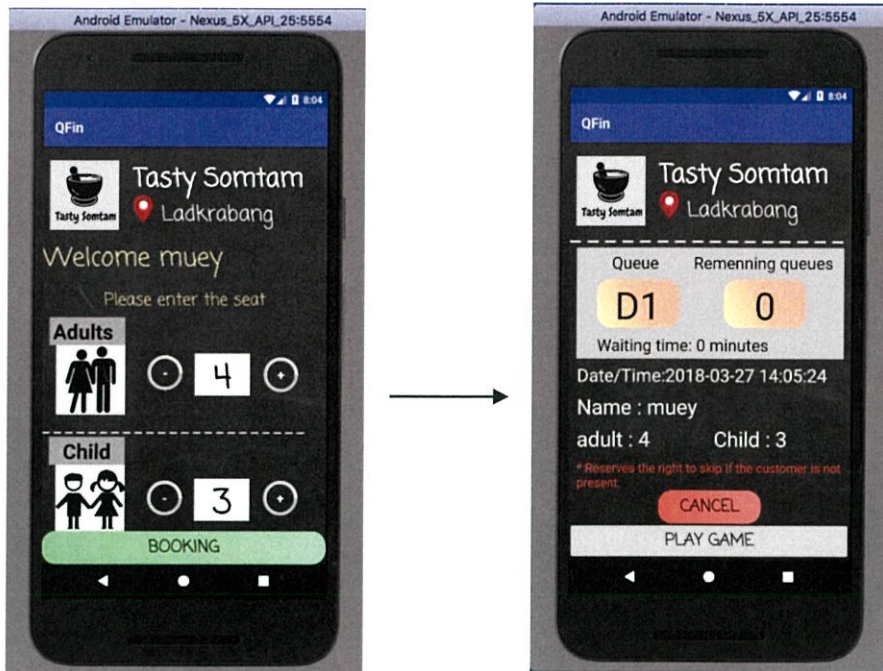 Android Emulator - Nexus_5X_API_25:5554
8:04
QFin
Tasty Somtam
Tasty Somtam
Ladkrabang
Welcome muey
Please enter the seat
Adults
- 4 +
Child
- 3 +
BOOKING
Android Emulator - Nexus_5X_API_25:5554
8:04
QFin
Tasty Somtam
Tasty Somtam
Ladkrabang
Queue Remenning queues
D1 0
Waiting time: 0 minutes
Date/Time:2018-03-27 14:05:24
Name : muey
adult : 4 Child : 3
* Reserves the right to skip if the customer is not
present.
CANCEL
PLAY GAME